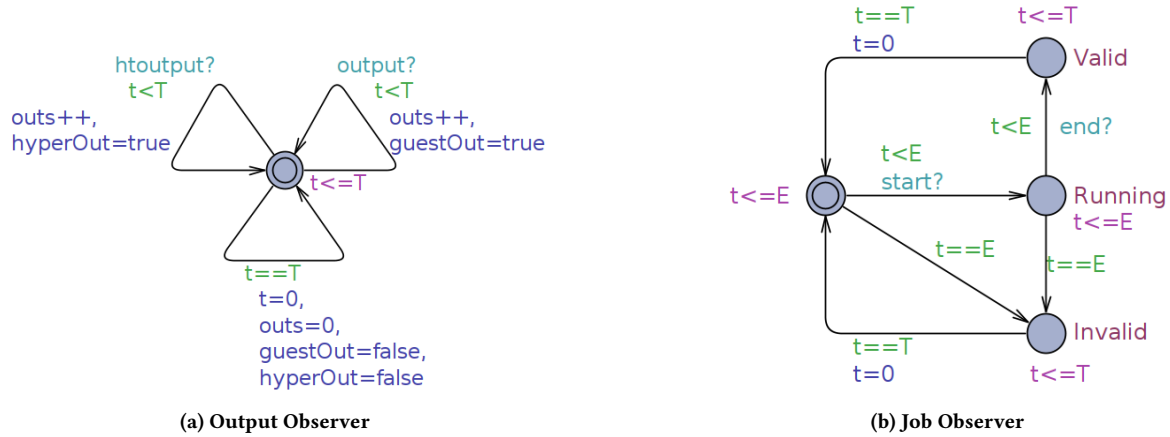 htoutput?
t<T
outs++,
hyperOut=true
output?
t<T
outs++,
guestOut=true
t<=T
t==T
t=0,
outs=0,
guestOut=false,
hyperOut=false
(a) Output Observer
t==T
t=0
t<=T
Valid
t<E
end?
t<E
start?
t<=E
Running
t<=E
t==E
t==E
Invalid
t==T
t=0
t<=T
(b) Job Observer